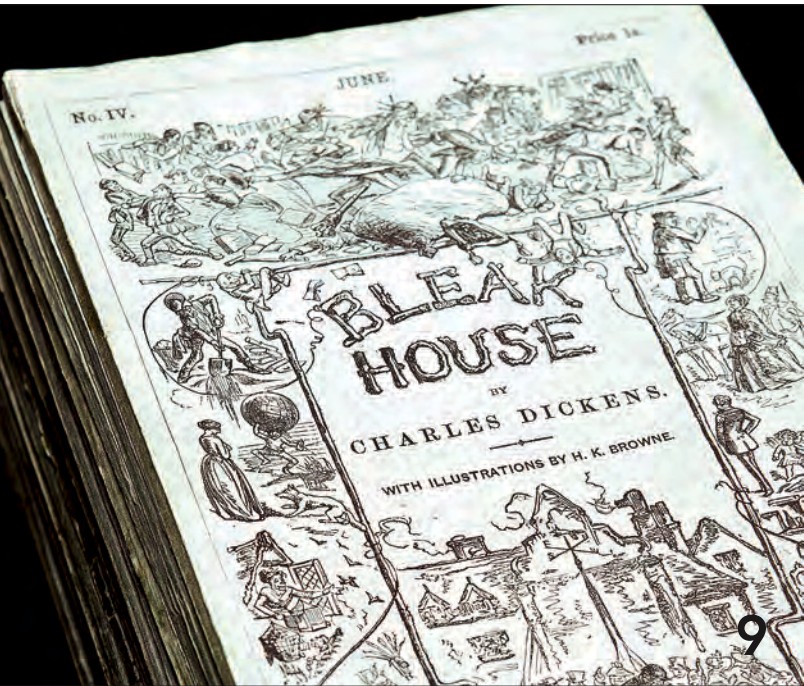 JUNE
Price 1s.
No. IV.
BLEAK
HOUSE
BY
CHARLES DICKENS.
WITH ILLUSTRATIONS BY H. K. BROWNE.
9